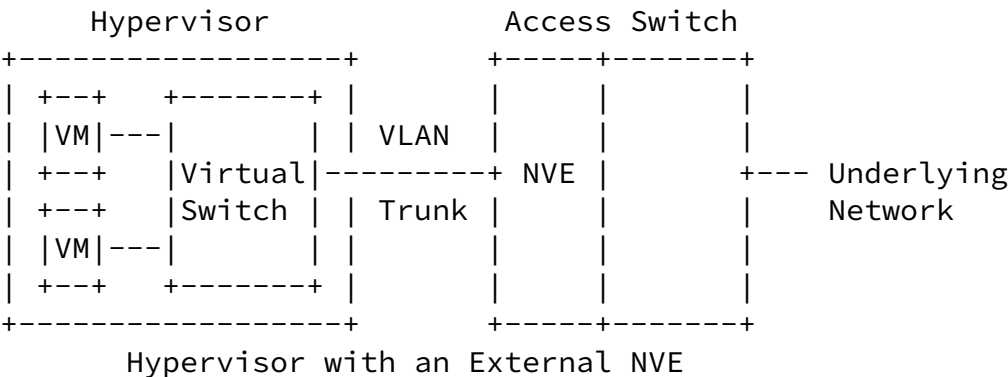 Hypervisor Access Switch
+------------------+ +-----+-------+
| +--+ +-------+ | | | |
| |VM|---| | | VLAN | | |
| +--+ |Virtual|---------+ NVE | +--- Underlying
| +--+ |Switch | | Trunk | | | Network
| |VM|---| | | | | |
| +--+ +-------+ | | | |
+------------------+ +-----+-------+
Hypervisor with an External NVE